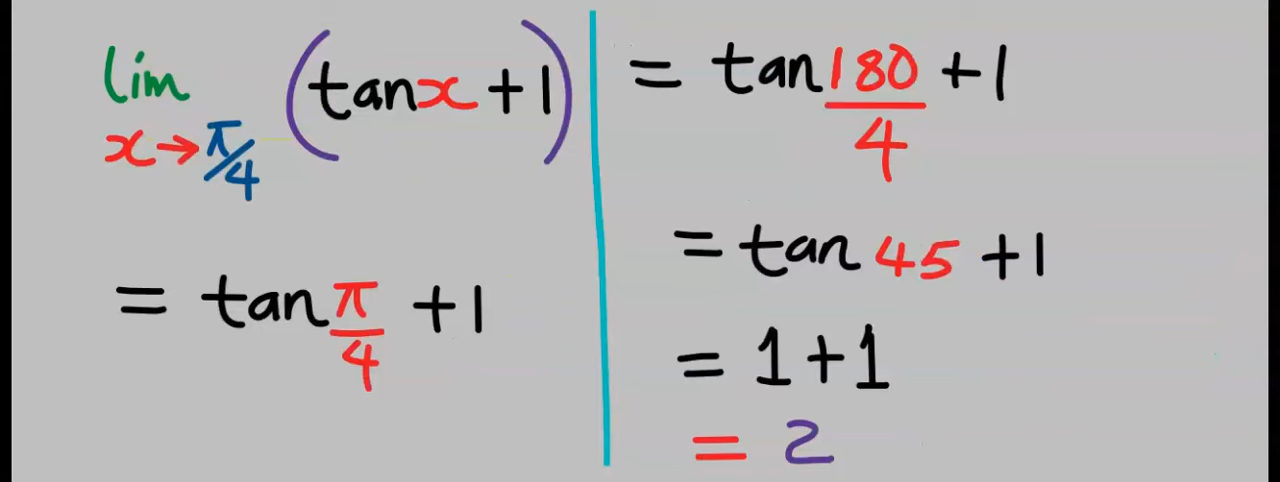 lim x→π/4 (tanx + 1)
= tan π/4 + 1
= tan 180/4 + 1
= tan 45 + 1
= 1 + 1
= 2